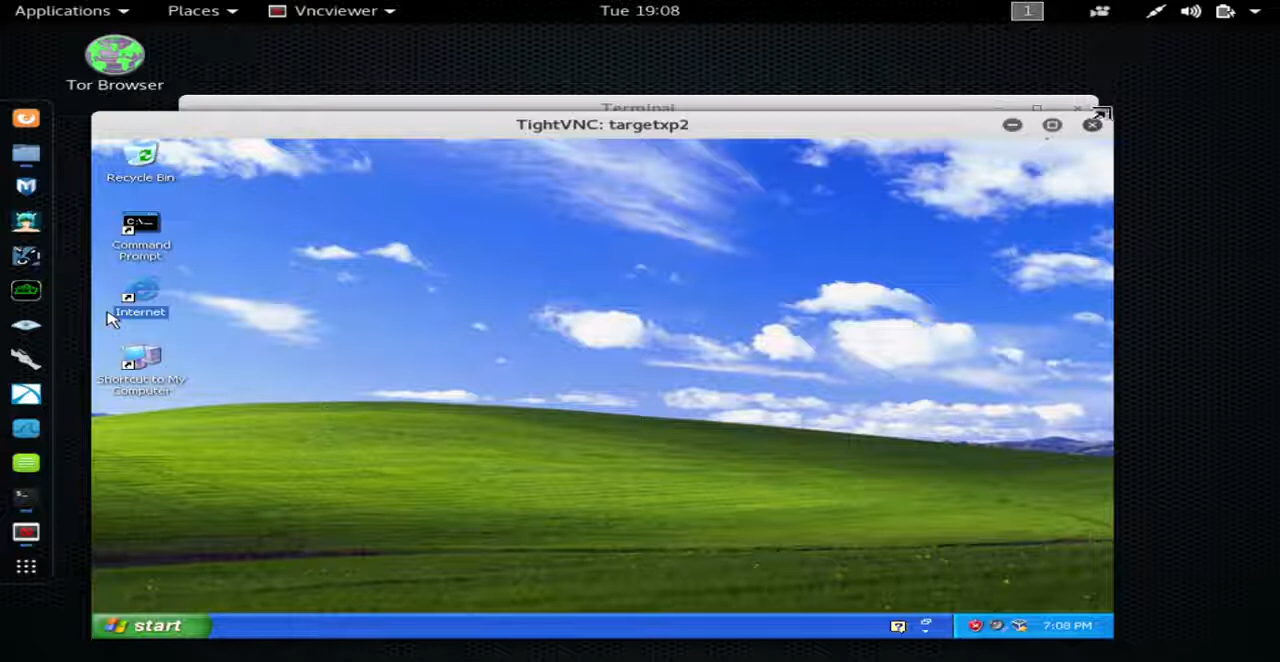 Applications Places Vncviewer Tue 19:08 1
Tor Browser
Terminal
TightVNC: targetxp2
Recycle Bin
C:\_
Command
Prompt
Internet
Shortcut to My
Computer
start 7:08 PM